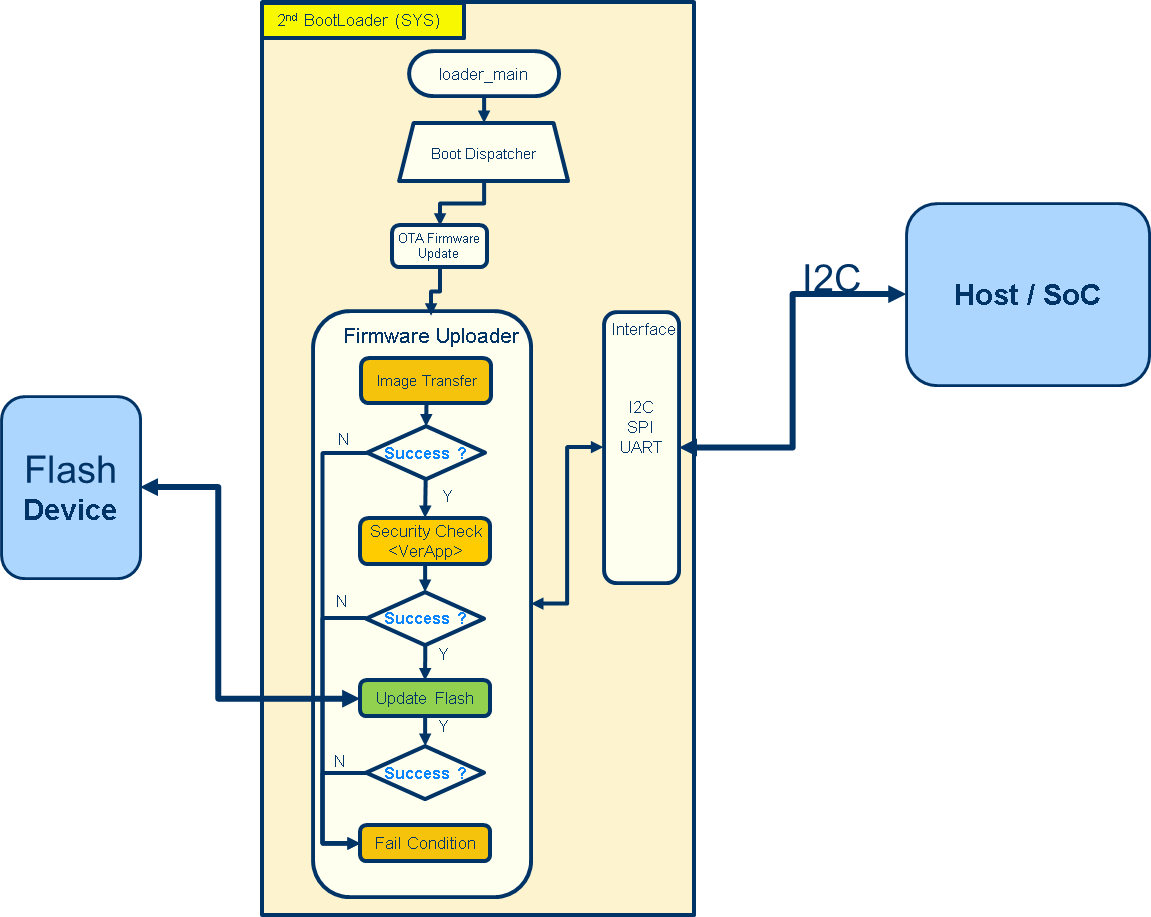 2nd BootLoader (SYS)
loader_main
Boot Dispatcher
OTA Firmware
Update
Firmware Uploader
Image Transfer
N
Success ?
Y
Security Check
<VerApp>
N
Success ?
Y
Update Flash
Y
N
Success ?
Fail Condition
Interface
I2C
SPI
UART
I2C
Host / SoC
Flash
Device